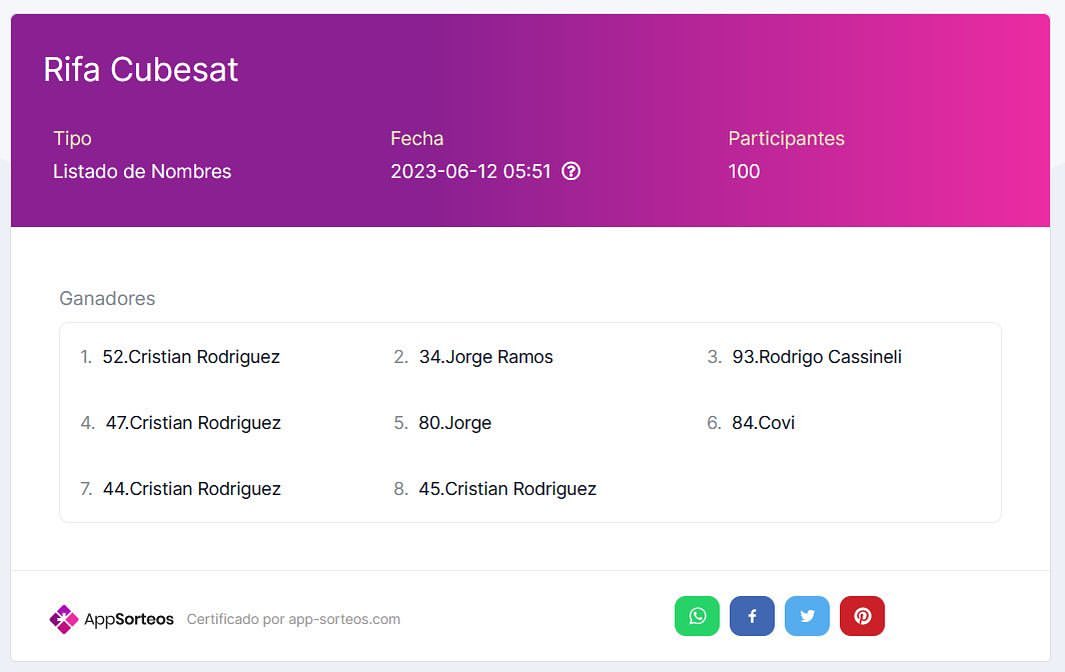 Rifa Cubesat
Tipo Fecha Participantes
Listado de Nombres 2023-06-12 05:51 100
Ganadores
1. 52.Cristian Rodriguez 2. 34.Jorge Ramos 3. 93.Rodrigo Cassineli
4. 47.Cristian Rodriguez 5. 80.Jorge 6. 84.Covi
7. 44.Cristian Rodriguez 8. 45.Cristian Rodriguez
AppSorteos Certificado por app-sorteos.com